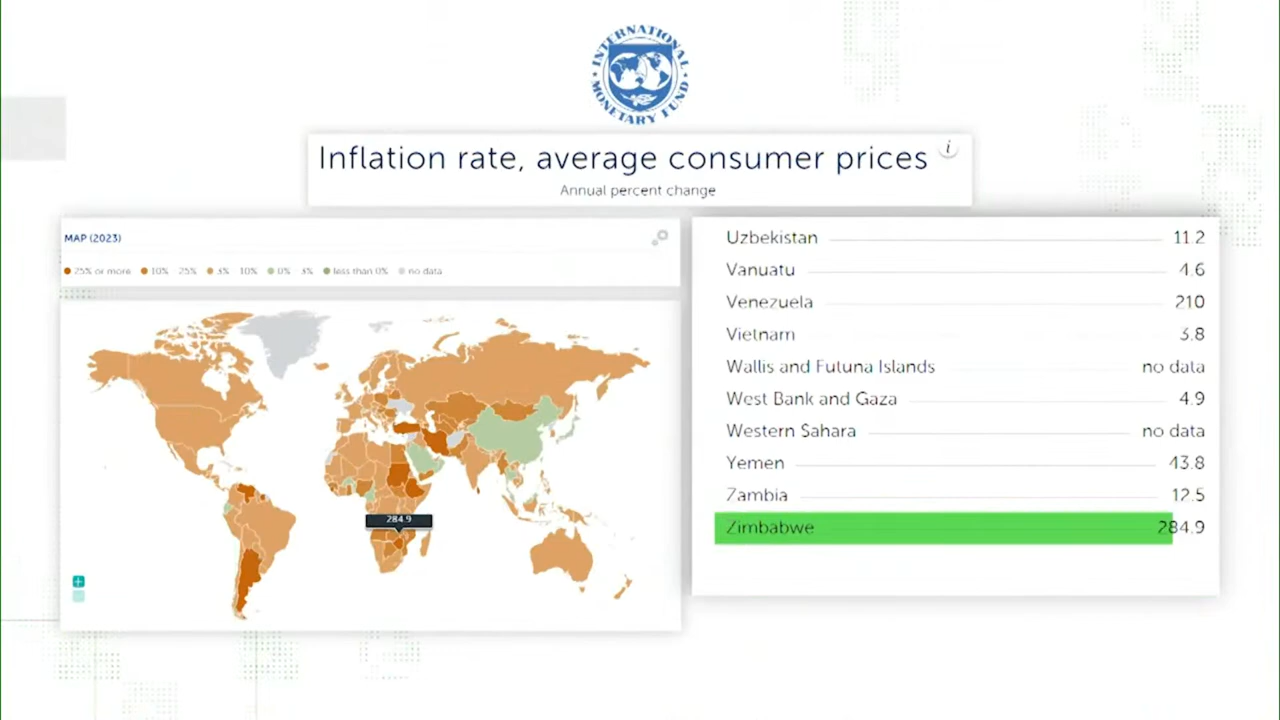 INTERNATIONAL MONETARY FUND
Inflation rate, average consumer prices
i
Annual percent change
MAP (2023)
25% or more 10% 25% 3% 10% 0% 3% less than 0% no data
284.9
+
Uzbekistan 11.2
Vanuatu 4.6
Venezuela 210
Vietnam 3.8
Wallis and Futuna Islands no data
West Bank and Gaza 4.9
Western Sahara no data
Yemen 43.8
Zambia 12.5
Zimbabwe 284.9